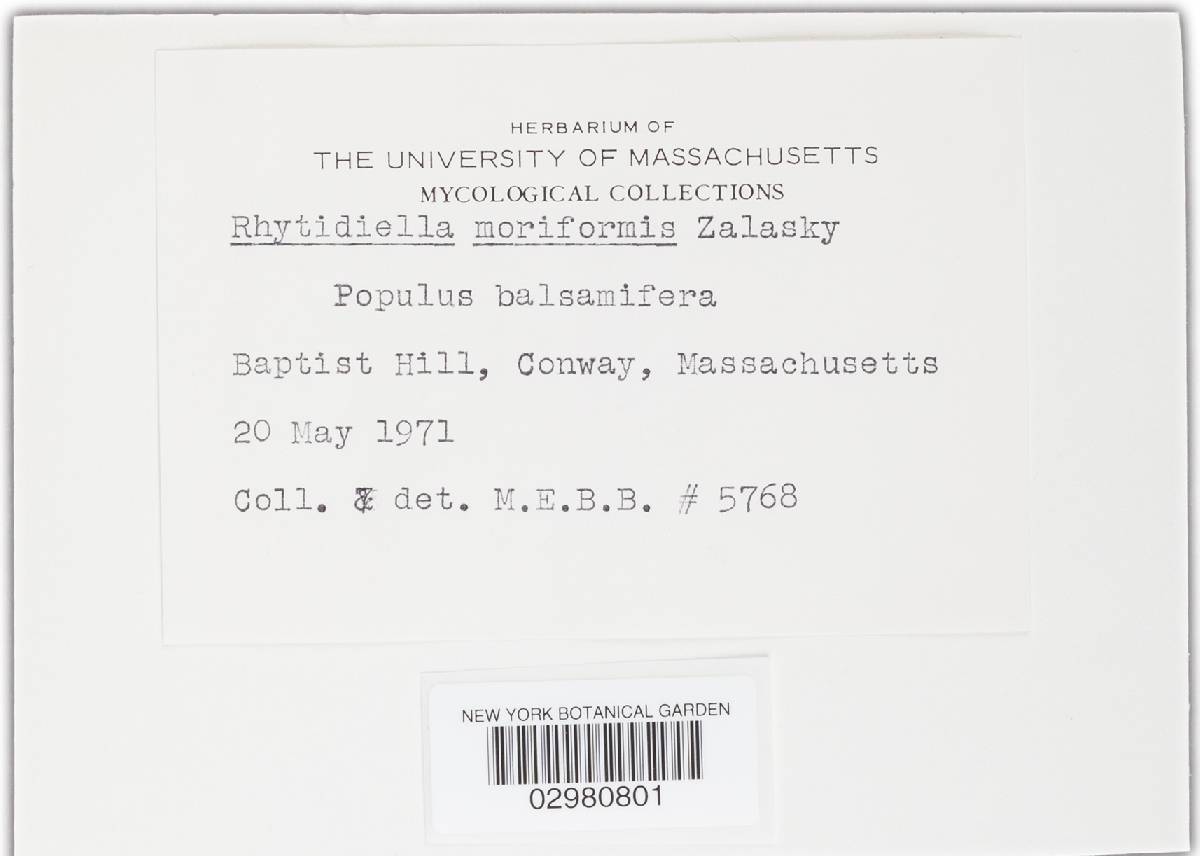 HERBARIUM OF
THE UNIVERSITY OF MASSACHUSETTS
MYCOLOGICAL COLLECTIONS
Rhytidiella moriformis Zalasky
Populus balsamifera
Baptist Hill, Conway, Massachusetts
20 May 1971
Coll. & det. M.E.B.B. # 5768
NEW YORK BOTANICAL GARDEN
02980801